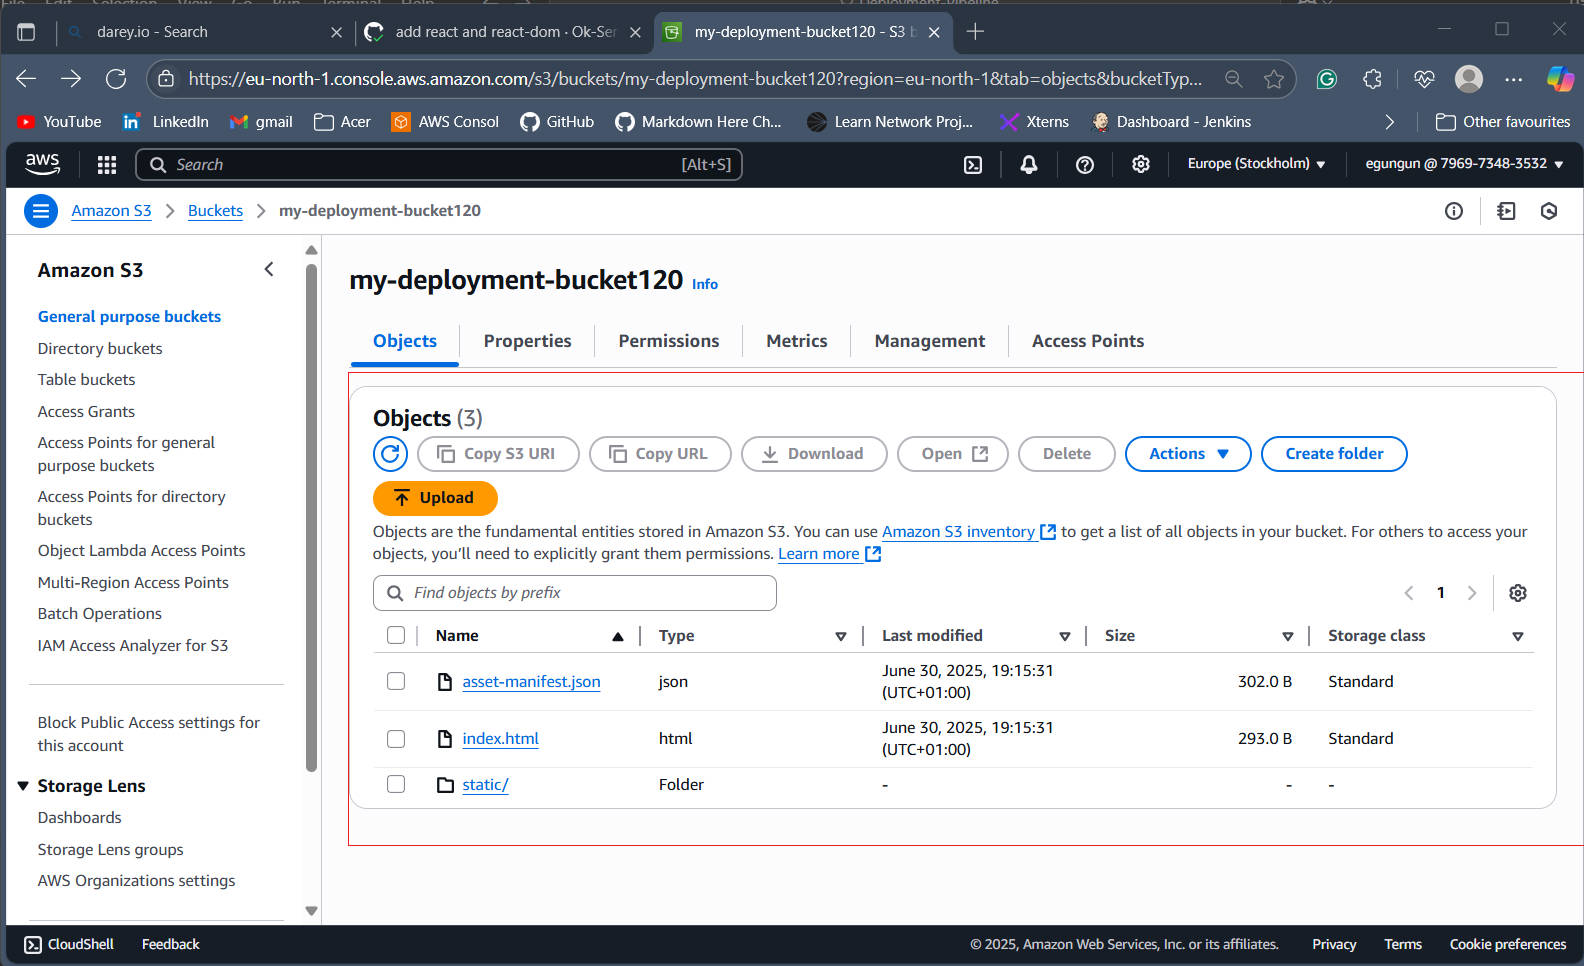 darey.io - Search
add react and react-dom · Ok-Ser
my-deployment-bucket120 - S3 b
https://eu-north-1.console.aws.amazon.com/s3/buckets/my-deployment-bucket120?region=eu-north-1&tab=objects&bucketTyp...
YouTube
LinkedIn
gmail
Acer
AWS Consol
GitHub
Markdown Here Ch...
Learn Network Proj...
Xterns
Dashboard - Jenkins
Other favourites
aws
Search
[Alt+S]
Europe (Stockholm)
egungun @ 7969-7348-3532
Amazon S3
Buckets
my-deployment-bucket120
Amazon S3
General purpose buckets
Directory buckets
Table buckets
Access Grants
Access Points for general
purpose buckets
Access Points for directory
buckets
Object Lambda Access Points
Multi-Region Access Points
Batch Operations
IAM Access Analyzer for S3
Block Public Access settings for
this account
Storage Lens
Dashboards
Storage Lens groups
AWS Organizations settings
my-deployment-bucket120 Info
Objects
Properties
Permissions
Metrics
Management
Access Points
Objects (3)
Copy S3 URI
Copy URL
Download
Open
Delete
Actions
Create folder
Upload
Objects are the fundamental entities stored in Amazon S3. You can use Amazon S3 inventory to get a list of all objects in your bucket. For others to access your
objects, you'll need to explicitly grant them permissions. Learn more
Find objects by prefix
1
Name
Type
Last modified
Size
Storage class
asset-manifest.json
json
June 30, 2025, 19:15:31
(UTC+01:00)
302.0 B
Standard
index.html
html
June 30, 2025, 19:15:31
(UTC+01:00)
293.0 B
Standard
static/
Folder
-
-
-
CloudShell
Feedback
© 2025, Amazon Web Services, Inc. or its affiliates.
Privacy
Terms
Cookie preferences